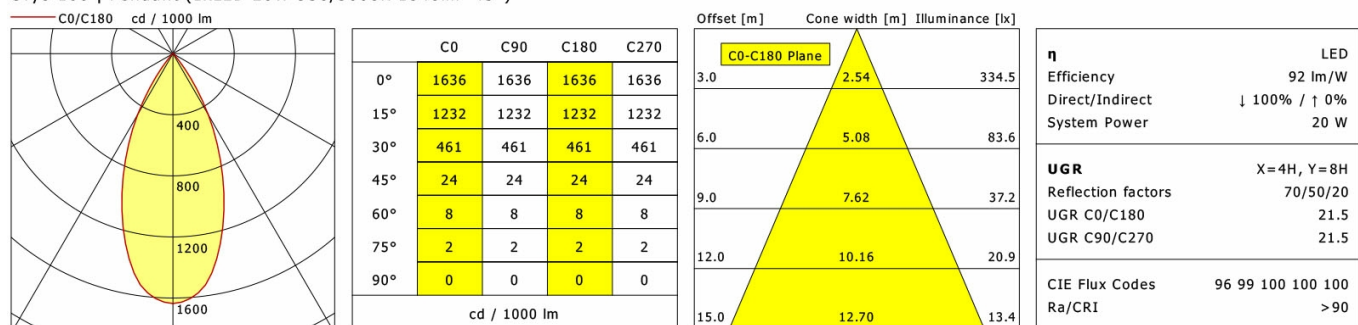 C0/C180 cd / 1000 lm
400
800
1200
1600
C0 C90 C180 C270
0° 1636 1636 1636 1636
15° 1232 1232 1232 1232
30° 461 461 461 461
45° 24 24 24 24
60° 8 8 8 8
75° 2 2 2 2
90° 0 0 0 0
cd / 1000 lm
Offset [m] Cone width [m] Illuminance [lx]
C0-C180 Plane
3.0 2.54 334.5
6.0 5.08 83.6
9.0 7.62 37.2
12.0 10.16 20.9
15.0 12.70 13.4
η LED
Efficiency 92 lm/W
Direct/Indirect ↓ 100% / ↑ 0%
System Power 20 W
UGR X=4H, Y=8H
Reflection factors 70/50/20
UGR C0/C180 21.5
UGR C90/C270 21.5
CIE Flux Codes 96 99 100 100 100
Ra/CRI >90